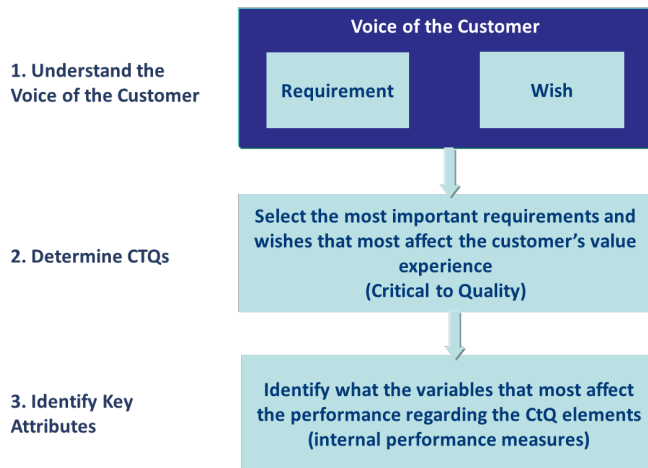 Voice of the Customer
1. Understand the
Voice of the Customer
Requirement
Wish
2. Determine CTQs
Select the most important requirements and
wishes that most affect the customer's value
experience
(Critical to Quality)
3. Identify Key
Attributes
Identify what the variables that most affect
the performance regarding the CtQ elements
(internal performance measures)